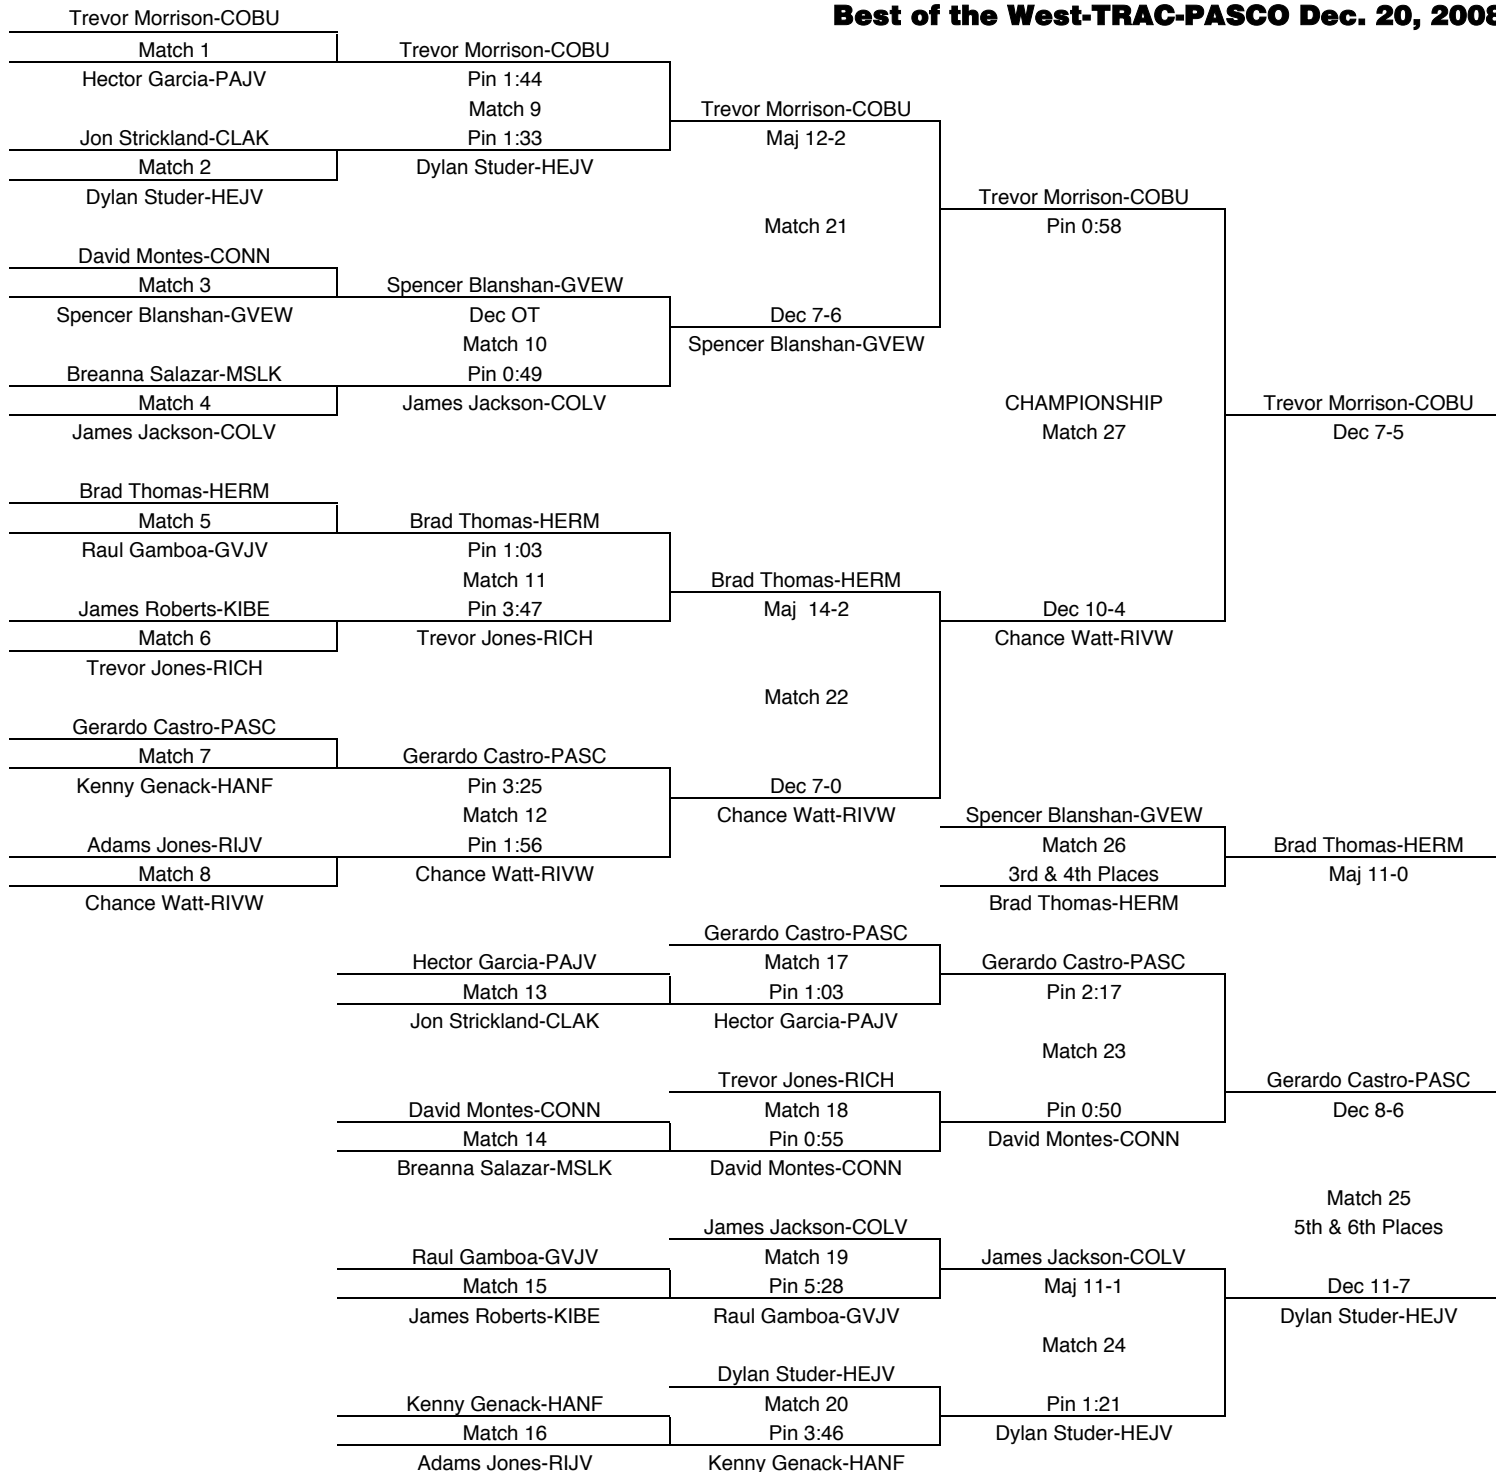 Best of the West-TRAC-PASCO Dec. 20, 2008
Trevor Morrison-COBU
Match 1
Hector Garcia-PAJV
Jon Strickland-CLAK
Match 2
Dylan Studer-HEJV
David Montes-CONN
Match 3
Spencer Blanshan-GVEW
Breanna Salazar-MSLK
Match 4
James Jackson-COLV
Brad Thomas-HERM
Match 5
Raul Gamboa-GVJV
James Roberts-KIBE
Match 6
Trevor Jones-RICH
Gerardo Castro-PASC
Match 7
Kenny Genack-HANF
Adams Jones-RIJV
Match 8
Chance Watt-RIVW
Trevor Morrison-COBU
Pin 1:44
Match 9
Pin 1:33
Dylan Studer-HEJV
Spencer Blanshan-GVEW
Dec OT
Match 10
Pin 0:49
James Jackson-COLV
Brad Thomas-HERM
Pin 1:03
Match 11
Pin 3:47
Trevor Jones-RICH
Gerardo Castro-PASC
Pin 3:25
Match 12
Pin 1:56
Chance Watt-RIVW
Trevor Morrison-COBU
Maj 12-2
Match 21
Dec 7-6
Spencer Blanshan-GVEW
Brad Thomas-HERM
Maj 14-2
Match 22
Dec 7-0
Chance Watt-RIVW
Trevor Morrison-COBU
Pin 0:58
CHAMPIONSHIP
Match 27
Dec 10-4
Chance Watt-RIVW
Trevor Morrison-COBU
Dec 7-5
Spencer Blanshan-GVEW
Match 26
3rd & 4th Places
Brad Thomas-HERM
Brad Thomas-HERM
Maj 11-0
Hector Garcia-PAJV
Match 13
Jon Strickland-CLAK
David Montes-CONN
Match 14
Breanna Salazar-MSLK
Raul Gamboa-GVJV
Match 15
James Roberts-KIBE
Kenny Genack-HANF
Match 16
Adams Jones-RIJV
Gerardo Castro-PASC
Match 17
Pin 1:03
Hector Garcia-PAJV
Trevor Jones-RICH
Match 18
Pin 0:55
David Montes-CONN
James Jackson-COLV
Match 19
Pin 5:28
Raul Gamboa-GVJV
Dylan Studer-HEJV
Match 20
Pin 3:46
Kenny Genack-HANF
Gerardo Castro-PASC
Pin 2:17
Match 23
Pin 0:50
David Montes-CONN
James Jackson-COLV
Maj 11-1
Match 24
Pin 1:21
Dylan Studer-HEJV
Gerardo Castro-PASC
Dec 8-6
Match 25
5th & 6th Places
Dec 11-7
Dylan Studer-HEJV